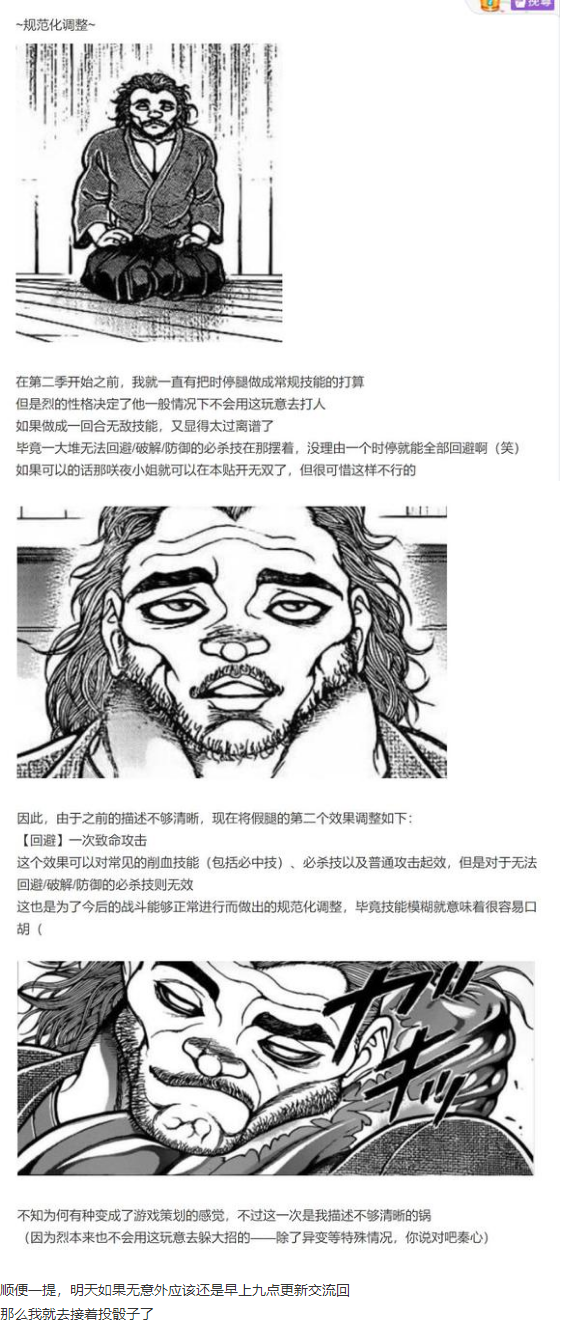 挽尊
~规范化调整~
在第二季开始之前，我就一直有把时停腿做成常规技能的打算
但是烈的性格决定了他一般情况下不会用这玩意去打人
如果做成一回合无敌技能，又显得太过离谱了
毕竟一大堆无法回避/破解/防御的必杀技在那摆着，没理由一个时停就能全部回避啊（笑）
如果可以的话那咲夜小姐就可以在本贴开无双了，但很可惜这样不行的
因此，由于之前的描述不够清晰，现在将假腿的第二个效果调整如下：
【回避】一次致命攻击
这个效果可以对常见的削血技能（包括必中技）、必杀技以及普通攻击起效，但是对于无法
回避/破解/防御的必杀技则无效
这也是为了今后的战斗能够正常进行而做出的规范化调整，毕竟技能模糊就意味着很容易口
胡（
ガ
ギッ
不知为何有种变成了游戏策划的感觉，不过这一次是我描述不够清晰的锅
（因为烈本来也不会用这玩意去躲大招的——除了异变等特殊情况，你说对吧秦心）
顺便一提，明天如果无意外应该还是早上九点更新交流回
那么我就去接着投骰子了